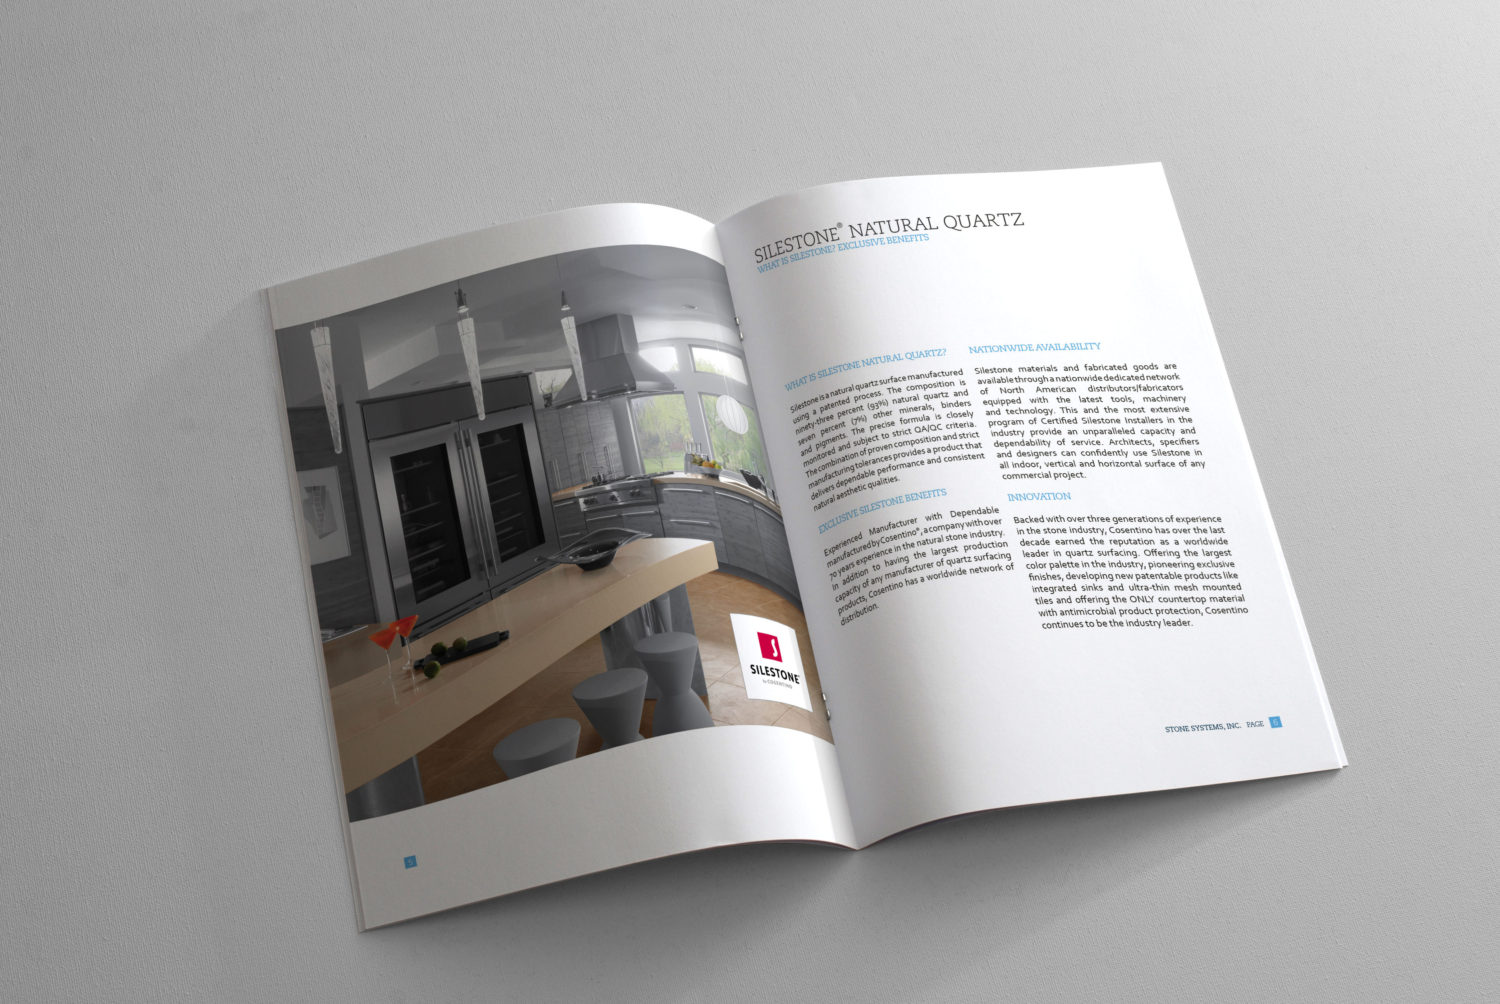 SILESTONE® NATURAL QUARTZ
WHAT IS SILESTONE? EXCLUSIVE BENEFITS
WHAT IS SILESTONE NATURAL QUARTZ?
Silestone is a natural quartz surface manufactured
using a patented process. The composition is
ninety-three percent (93%) natural quartz and
seven percent (7%) other minerals, binders
and pigments. The precise formula is closely
monitored and subject to strict QA/QC criteria.
The combination of proven composition and strict
manufacturing tolerances provides a product that
delivers dependable performance and consistent
natural aesthetic qualities.
EXCLUSIVE SILESTONE BENEFITS
Experienced Manufacturer with Dependable
manufactured by Cosentino®, a company with over
70 years experience in the natural stone industry.
In addition to having the largest production
capacity of any manufacturer of quartz surfacing
products, Cosentino has a worldwide network of
distribution.
NATIONWIDE AVAILABILITY
Silestone materials and fabricated goods are
available through a nationwide dedicated network
of North American distributors/fabricators
equipped with the latest tools, machinery
and technology. This and the most extensive
program of Certified Silestone Installers in the
industry provide an unparalleled capacity and
dependability of service. Architects, specifiers
and designers can confidently use Silestone in
all indoor, vertical and horizontal surface of any
commercial project.
INNOVATION
Backed with over three generations of experience
in the stone industry, Cosentino has over the last
decade earned the reputation as a worldwide
leader in quartz surfacing. Offering the largest
color palette in the industry, pioneering exclusive
finishes, developing new patentable products like
integrated sinks and ultra-thin mesh mounted
tiles and offering the ONLY countertop material
with antimicrobial product protection, Cosentino
continues to be the industry leader.
SILESTONE®
by COSENTINO
5
STONE SYSTEMS, INC. PAGE 6